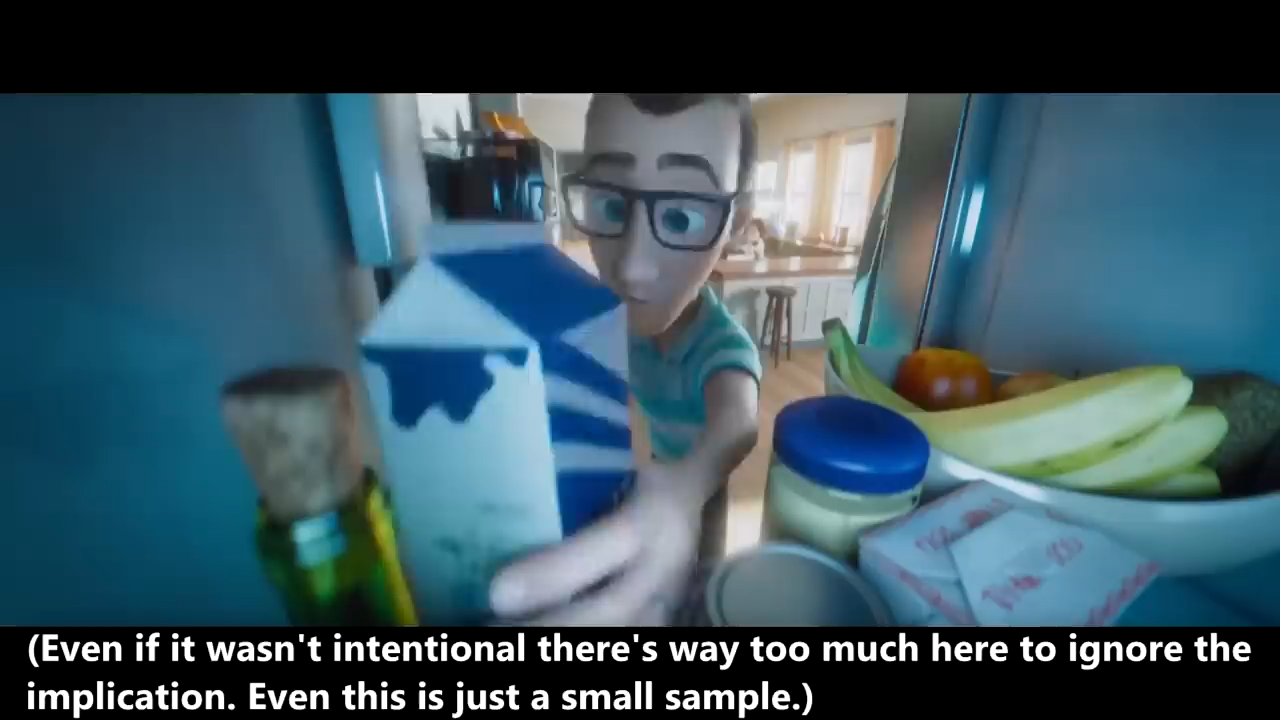 (Even if it wasn't intentional there's way too much here to ignore the
implication. Even this is just a small sample.)